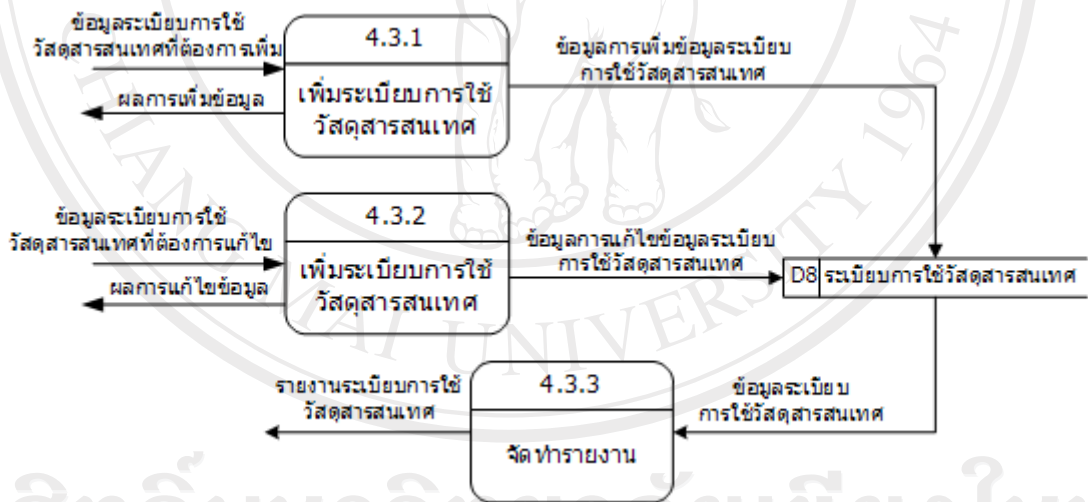 ข้อมูลระเบียบการใช้
วัสดุสารสนเทศที่ต้องการเพิ่ม
ผลการเพิ่มข้อมูล
4.3.1
เพิ่มระเบียบการใช้
วัสดุสารสนเทศ
ข้อมูลการเพิ่มข้อมูลระเบียบ
การใช้วัสดุสารสนเทศ
ข้อมูลระเบียบการใช้
วัสดุสารสนเทศที่ต้องการแก้ไข
ผลการแก้ไขข้อมูล
4.3.2
เพิ่มระเบียบการใช้
วัสดุสารสนเทศ
ข้อมูลการแก้ไขข้อมูลระเบียบ
การใช้วัสดุสารสนเทศ
D8 ระเบียบการใช้วัสดุสารสนเทศ
รายงานระเบียบการใช้
วัสดุสารสนเทศ
4.3.3
จัดทำรายงาน
ข้อมูลระเบียบ
การใช้วัสดุสารสนเทศ
CHIANG MAI UNIVERSITY 1964